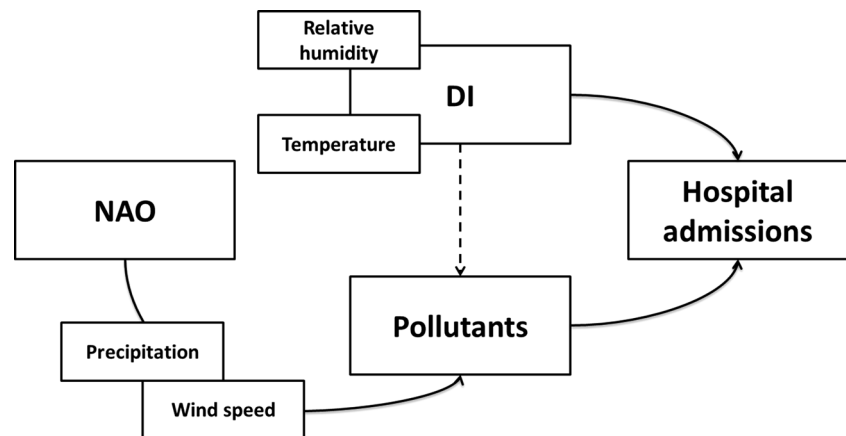 Relative
humidity
DI
Temperature
NAO
Hospital
admissions
Pollutants
Precipitation
Wind speed